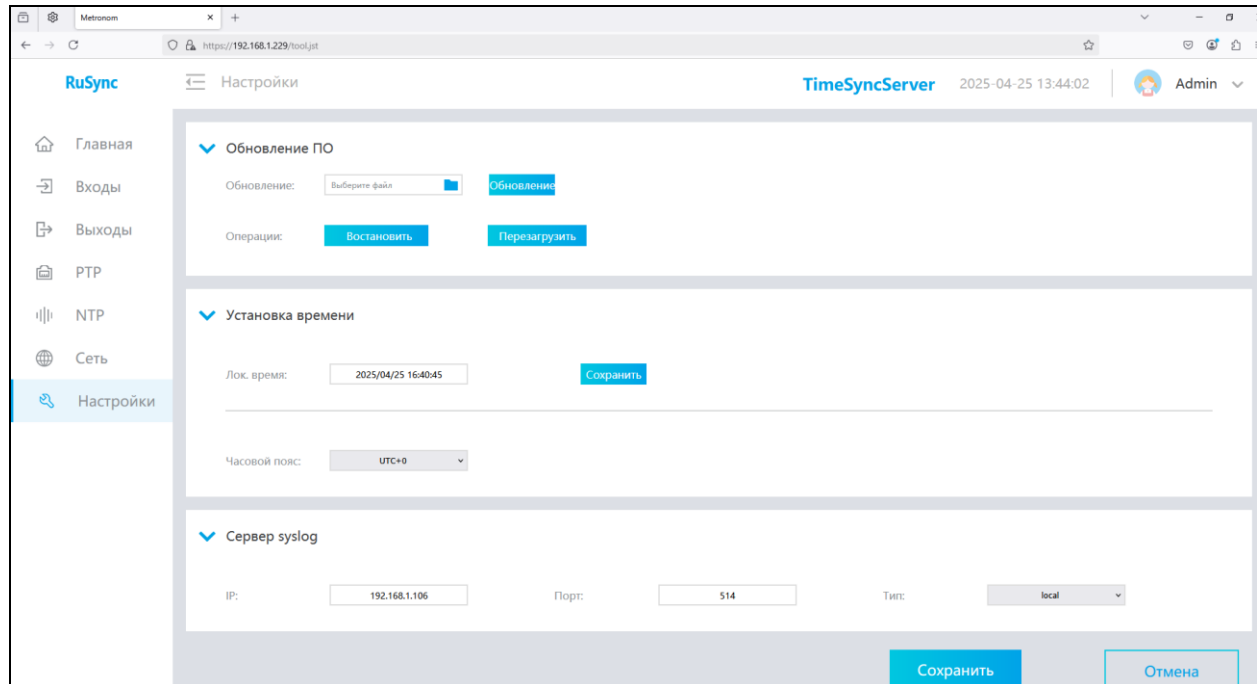 Metronom
https://192.168.1.229/tool.jst
RuSync
Настройки
TimeSyncServer
2025-04-25 13:44:02
Admin
Главная
Входы
Выходы
PTP
NTP
Сеть
Настройки
Обновление ПО
Обновление: Выберите файл Обновление
Операции: Востановить Перезагрузить
Установка времени
Лок. время: 2025/04/25 16:40:45 Сохранить
Часовой пояс: UTC+0
Сервер syslog
IP: 192.168.1.106 Порт: 514 Тип: local
Сохранить Отмена